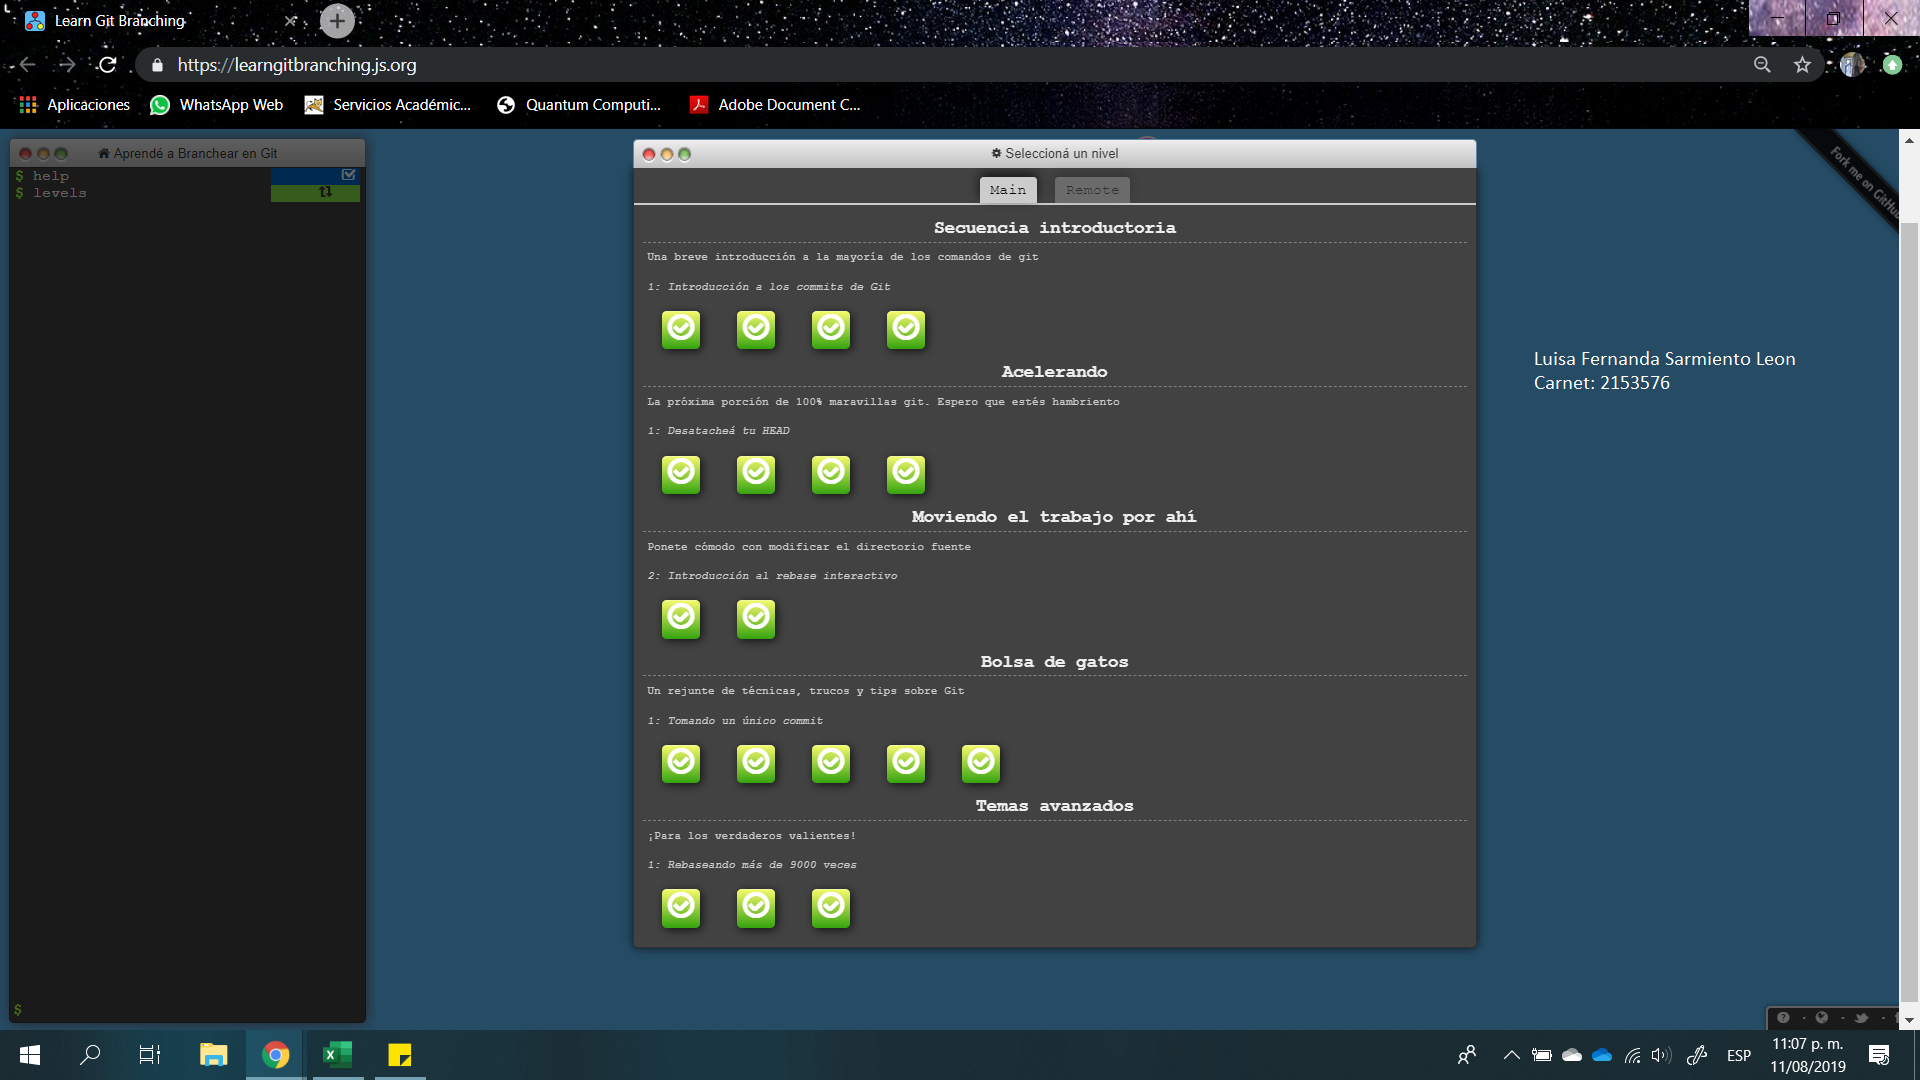 Learn Git Branching
https://learngitbranching.js.org
Aplicaciones
WhatsApp Web
Servicios Académic...
Quantum Computi...
Adobe Document C...
Aprendé a Branchear en Git
$ help
$ levels
$
Seleccioná un nivel
Main
Remote
Secuencia introductoria
Una breve introducción a la mayoría de los comandos de git
1: Introducción a los commits de Git
Acelerando
La próxima porción de 100% maravillas git. Espero que estés hambriento
1: Desatacheá tu HEAD
Moviendo el trabajo por ahí
Ponete cómodo con modificar el directorio fuente
2: Introducción al rebase interactivo
Bolsa de gatos
Un rejunte de técnicas, trucos y tips sobre Git
1: Tomando un único commit
Temas avanzados
¡Para los verdaderos valientes!
1: Rebaseando más de 9000 veces
Fork me on GitHub
Luisa Fernanda Sarmiento Leon
Carnet: 2153576
ESP
11:07 p. m.
11/08/2019